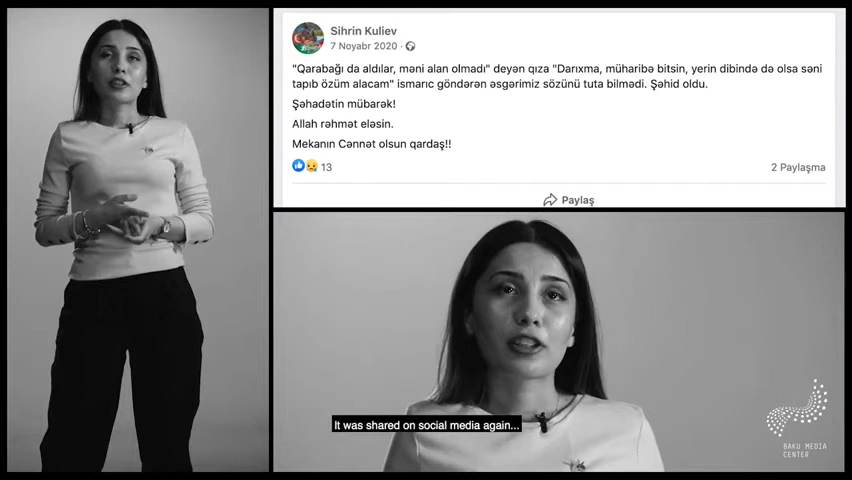 Sihrin Kuliev
7 Noyabr 2020 ·
"Qarabağı da aldılar, məni alan olmadı" deyən qıza "Darıxma, müharibə bitsin, yerin dibində də olsa səni
tapıb özüm alacam" ismarıc göndərən əsgərimiz sözünü tuta bilmədi. Şəhid oldu.
Şəhadətin mübarək!
Allah rəhmət eləsin.
Mekanın Cənnət olsun qardaş!!
13
2 Paylaşma
Paylaş
It was shared on social media again...
BAKU MEDIA
CENTER